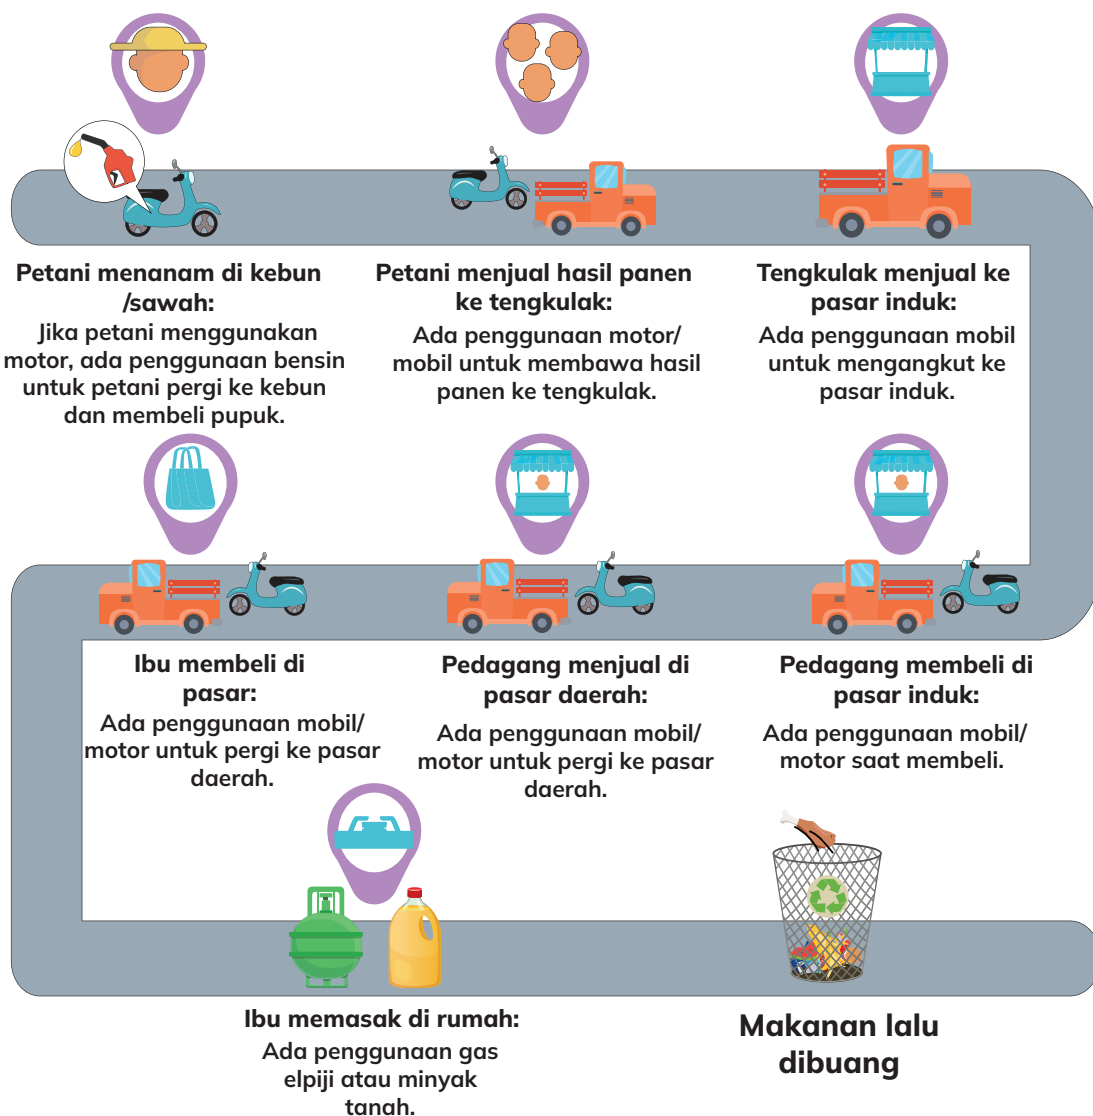 Petani menanam di kebun
/sawah:
Jika petani menggunakan
motor, ada penggunaan bensin
untuk petani pergi ke kebun
dan membeli pupuk.
Petani menjual hasil panen
ke tengkulak:
Ada penggunaan motor/
mobil untuk membawa hasil
panen ke tengkulak.
Tengkulak menjual ke
pasar induk:
Ada penggunaan mobil
untuk mengangkut ke
pasar induk.
Ibu membeli di
pasar:
Ada penggunaan mobil/
motor untuk pergi ke pasar
daerah.
Pedagang menjual di
pasar daerah:
Ada penggunaan mobil/
motor untuk pergi ke pasar
daerah.
Pedagang membeli di
pasar induk:
Ada penggunaan mobil/
motor saat membeli.
Ibu memasak di rumah:
Ada penggunaan gas
elpiji atau minyak
tanah.
Makanan lalu
dibuang